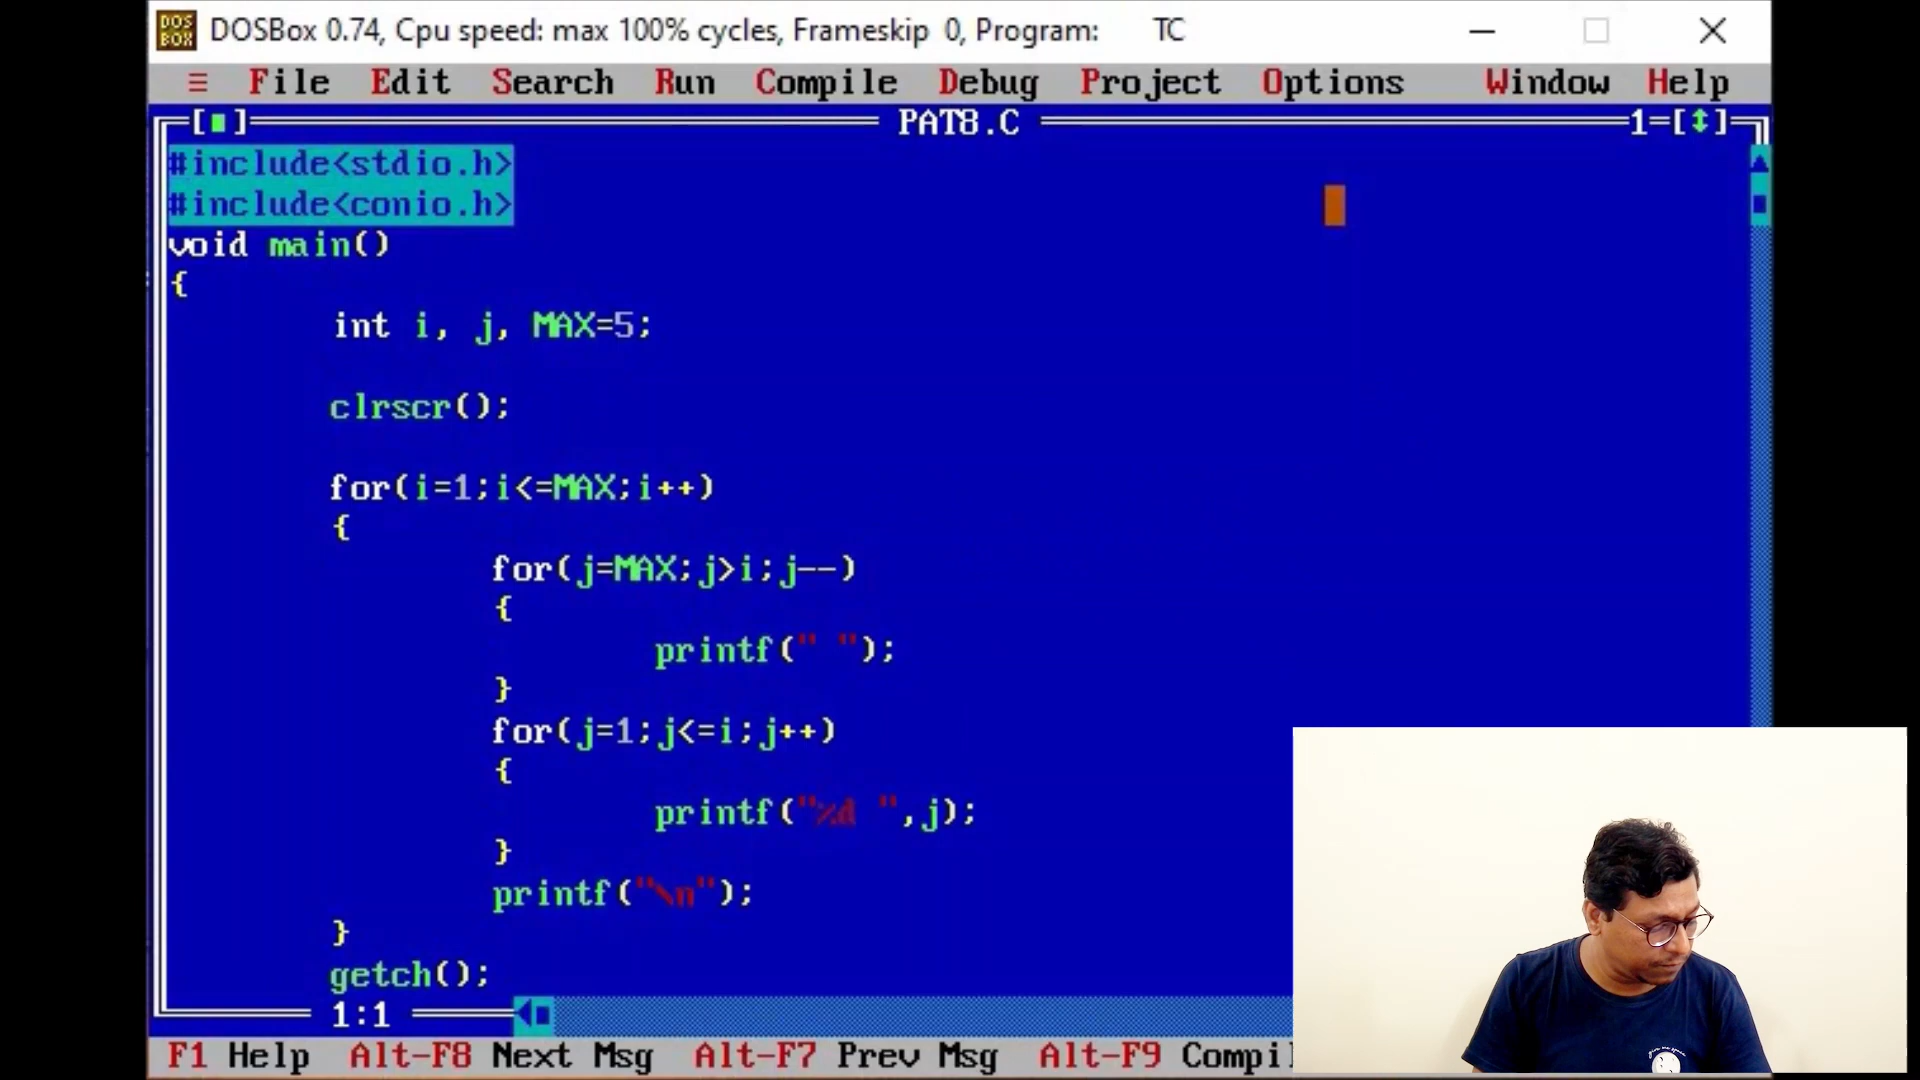 DOS BOX DOSBox 0.74, Cpu speed: max 100% cycles, Frameskip 0, Program: TC
≡ File Edit Search Run Compile Debug Project Options Window Help
[■] PAT8.C 1=[↕]
#include<stdio.h>
#include<conio.h>
void main()
{
int i, j, MAX=5;
clrscr();
for(i=1;i<=MAX;i++)
{
for(j=MAX;j>i;j--)
{
printf(" ");
}
for(j=1;j<=i;j++)
{
printf("%d ",j);
}
printf("\n");
}
getch();
1:1
F1 Help Alt-F8 Next Msg Alt-F7 Prev Msg Alt-F9 Compil